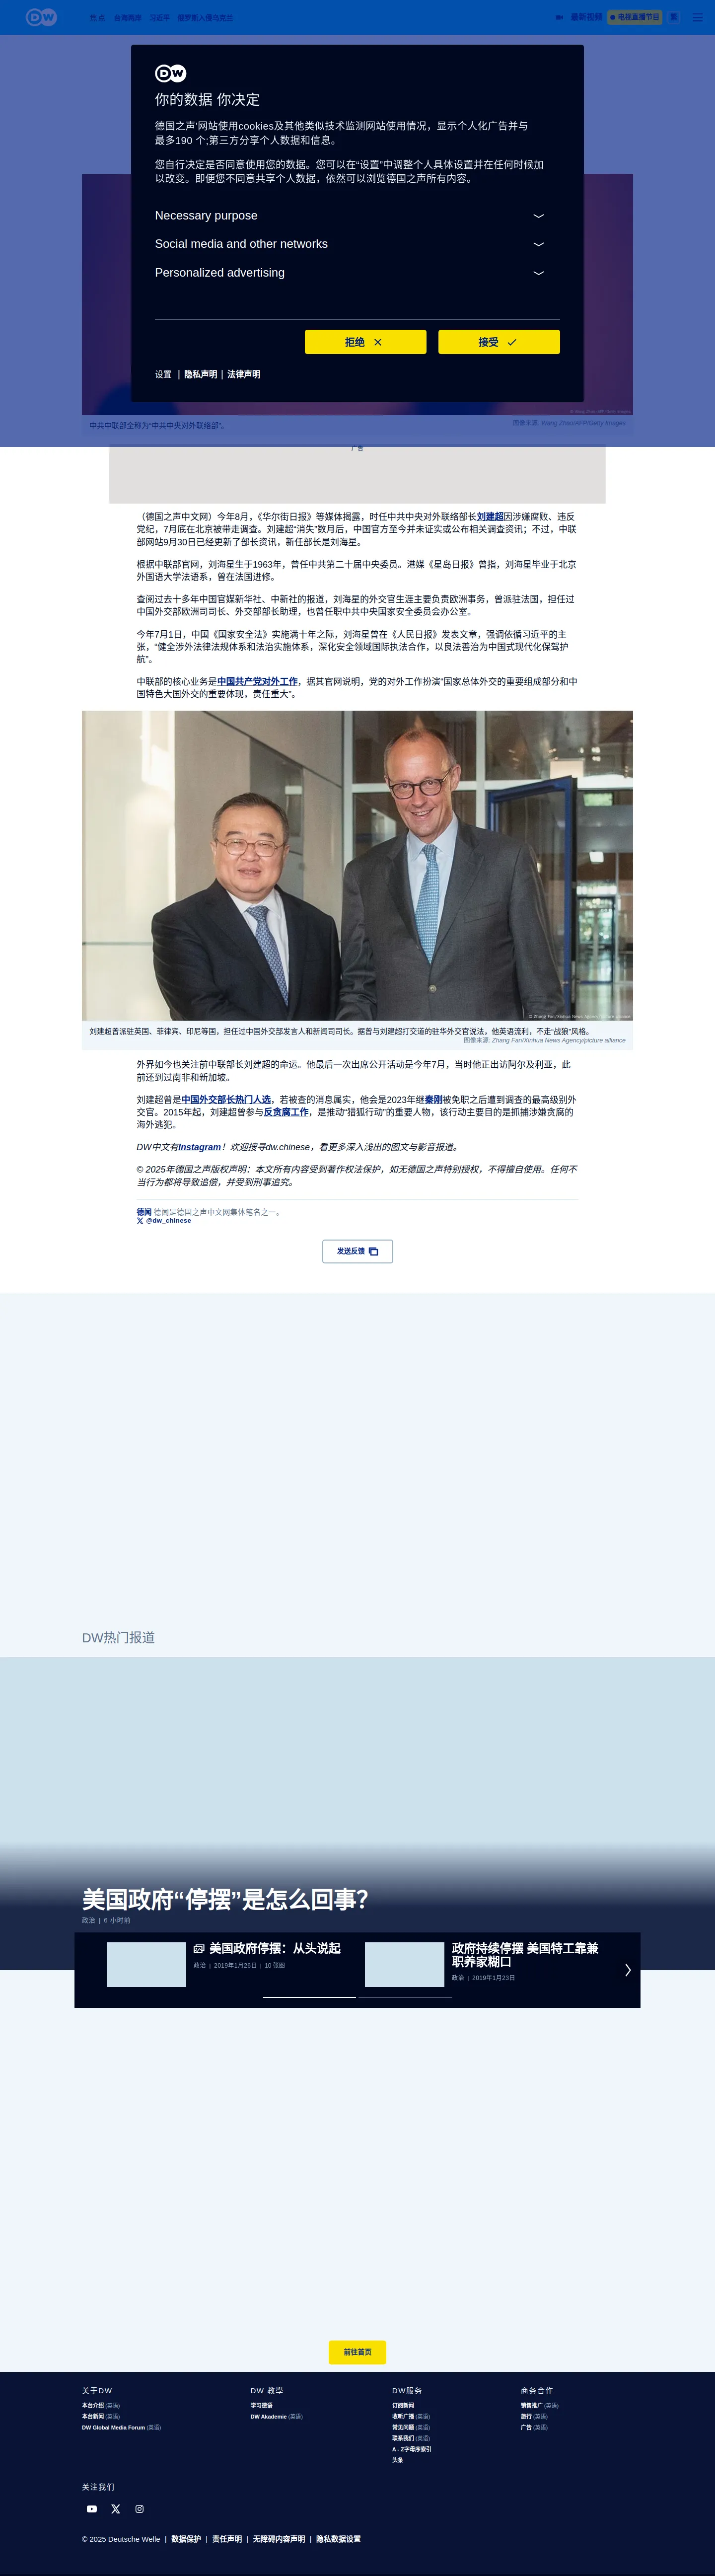 DW
焦点 台湾两岸 习近平 俄罗斯入侵乌克兰
最新视频 电视直播节目 繁
DW
你的数据 你决定
德国之声'网站使用cookies及其他类似技术监测网站使用情况，显示个人化广告并与
最多190 个;第三方分享个人数据和信息。
您自行决定是否同意使用您的数据。您可以在"设置"中调整个人具体设置并在任何时候加
以改变。即便您不同意共享个人数据，依然可以浏览德国之声所有内容。
Necessary purpose
Social media and other networks
Personalized advertising
拒绝
接受
设置 | 隐私声明 | 法律声明
中共中联部全称为"中共中央对外联络部"。
图像来源: Wang Zhao/AFP/Getty Images
广告
（德国之声中文网）今年8月，《华尔街日报》等媒体揭露，时任中共中央对外联络部长刘建超因涉嫌腐败、违反
党纪，7月底在北京被带走调查。刘建超"消失"数月后，中国官方至今并未证实或公布相关调查资讯；不过，中联
部网站9月30日已经更新了部长资讯，新任部长是刘海星。
根据中联部官网，刘海星生于1963年，曾任中共第二十届中央委员。港媒《星岛日报》曾指，刘海星毕业于北京
外国语大学法语系，曾在法国进修。
查阅过去十多年中国官媒新华社、中新社的报道，刘海星的外交官生涯主要负责欧洲事务，曾派驻法国，担任过
中国外交部欧洲司司长、外交部部长助理，也曾任职中共中央国家安全委员会办公室。
今年7月1日，中国《国家安全法》实施满十年之际，刘海星曾在《人民日报》发表文章，强调依循习近平的主
张，"健全涉外法律法规体系和法治实施体系，深化安全领域国际执法合作，以良法善治为中国式现代化保驾护
航"。
中联部的核心业务是中国共产党对外工作，据其官网说明，党的对外工作扮演"国家总体外交的重要组成部分和中
国特色大国外交的重要体现，责任重大"。
© Zhang Fan/Xinhua News Agency/picture alliance
刘建超曾派驻英国、菲律宾、印尼等国，担任过中国外交部发言人和新闻司司长。据曾与刘建超打交道的驻华外交官说法，他英语流利，不走"战狼"风格。
图像来源: Zhang Fan/Xinhua News Agency/picture alliance
外界如今也关注前中联部长刘建超的命运。他最后一次出席公开活动是今年7月，当时他正出访阿尔及利亚，此
前还到过南非和新加坡。
刘建超曾是中国外交部长热门人选，若被查的消息属实，他会是2023年继秦刚被免职之后遭到调查的最高级别外
交官。2015年起，刘建超曾参与反贪腐工作，是推动"猎狐行动"的重要人物，该行动主要目的是抓捕涉嫌贪腐的
海外逃犯。
DW中文有Instagram！欢迎搜寻dw.chinese，看更多深入浅出的图文与影音报道。
© 2025年德国之声版权声明：本文所有内容受到著作权法保护，如无德国之声特别授权，不得擅自使用。任何不
当行为都将导致追偿，并受到刑事追究。
德闻 德闻是德国之声中文网集体笔名之一。
@dw_chinese
发送反馈
DW热门报道
美国政府“停摆”是怎么回事？
政治 | 6 小时前
美国政府停摆：从头说起
政治 | 2019年1月26日 | 10 张图
政府持续停摆 美国特工靠兼
职养家糊口
政治 | 2019年1月23日
前往首页
关于DW
本台介绍 (英语)
本台新闻 (英语)
DW Global Media Forum (英语)
DW 教學
学习德语
DW Akademie (英语)
DW服务
订阅新闻
收听广播 (英语)
常见问题 (英语)
联系我们 (英语)
A - Z字母序索引
头条
商务合作
销售推广 (英语)
旅行 (英语)
广告 (英语)
关注我们
© 2025 Deutsche Welle | 数据保护 | 责任声明 | 无障碍内容声明 | 隐私数据设置